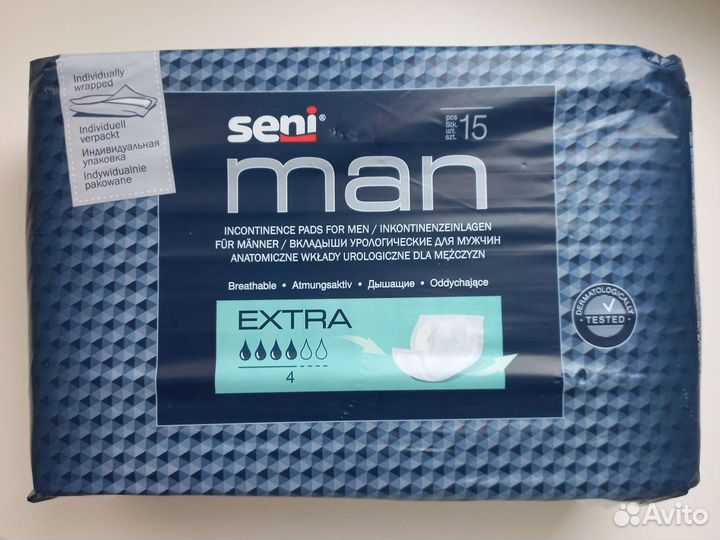 Individually
wrapped
Individuell
verpackt
Индивидуальная
упаковка
Indywidualnie
pakowane
seni®
pcs
Stk.
шт.
szt.
15
man
INCONTINENCE PADS FOR MEN / INKONTINENZEINLAGEN
FÜR MÄNNER / ВКЛАДЫШИ УРОЛОГИЧЕСКИЕ ДЛЯ МУЖЧИН
ANATOMICZNE WKŁADY UROLOGICZNE DLA MĘŻCZYZN
Breathable • Atmungsaktiv • Дышащие • Oddychające
EXTRA
4
DERMATOLOGICALLY
TESTED
Avito